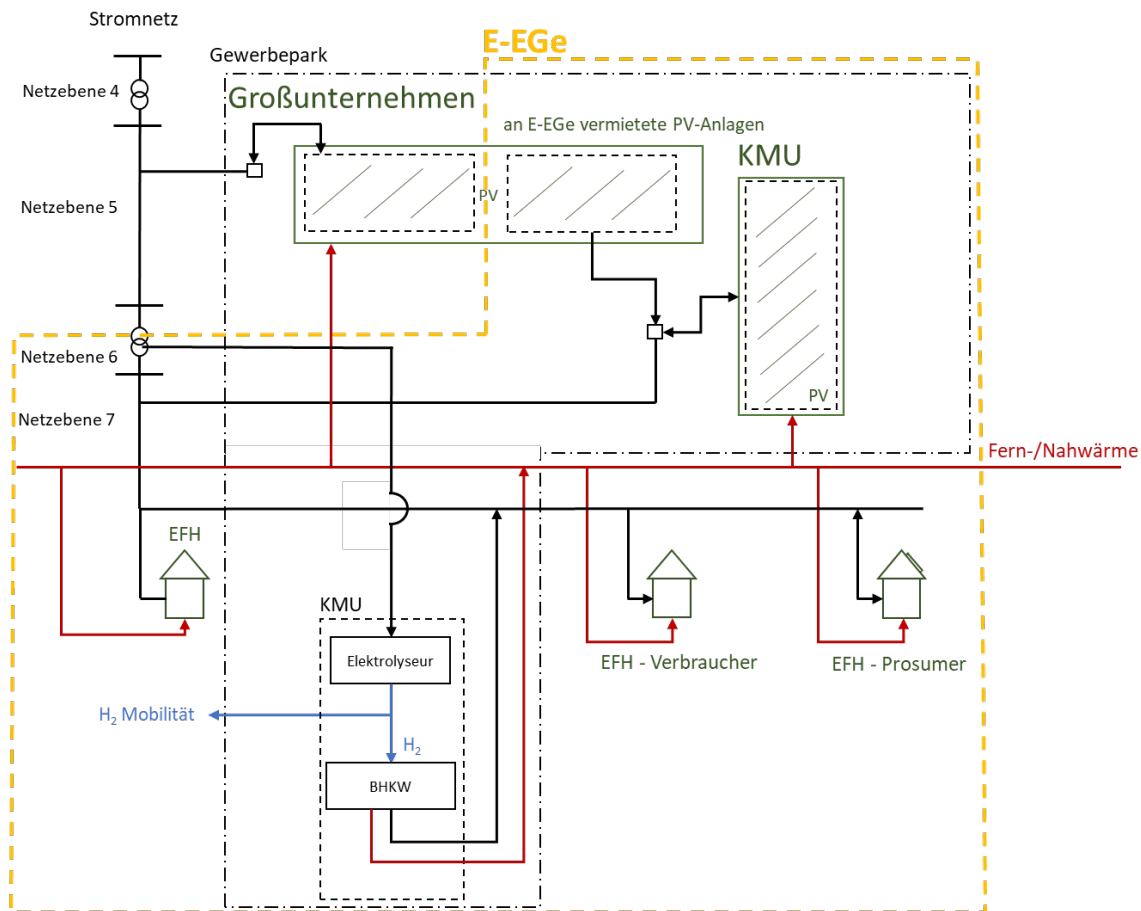 Stromnetz
E-EGe
Gewerbepark
Netzebene 4
Großunternehmen
an E-EGe vermietete PV-Anlagen
KMU
PV
Netzebene 5
Netzebene 6
PV
Netzebene 7
Fern-/Nahwärme
EFH
KMU
Elektrolyseur
EFH - Verbraucher
EFH - Prosumer
H₂ Mobilität
H₂
BHKW